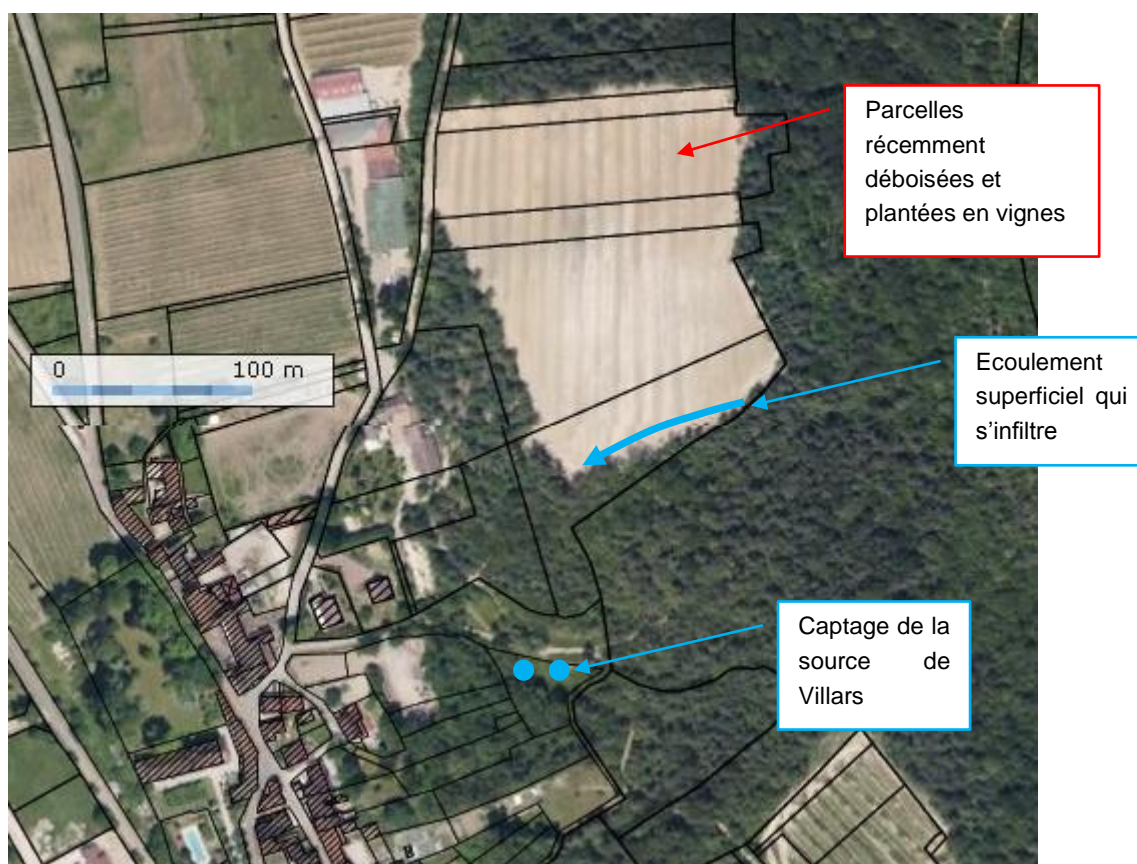 Parcelles
récemment
déboisées et
plantées en vignes
0 100 m
Ecoulement
superficiel qui
s'infiltre
Captage de la
source de
Villars